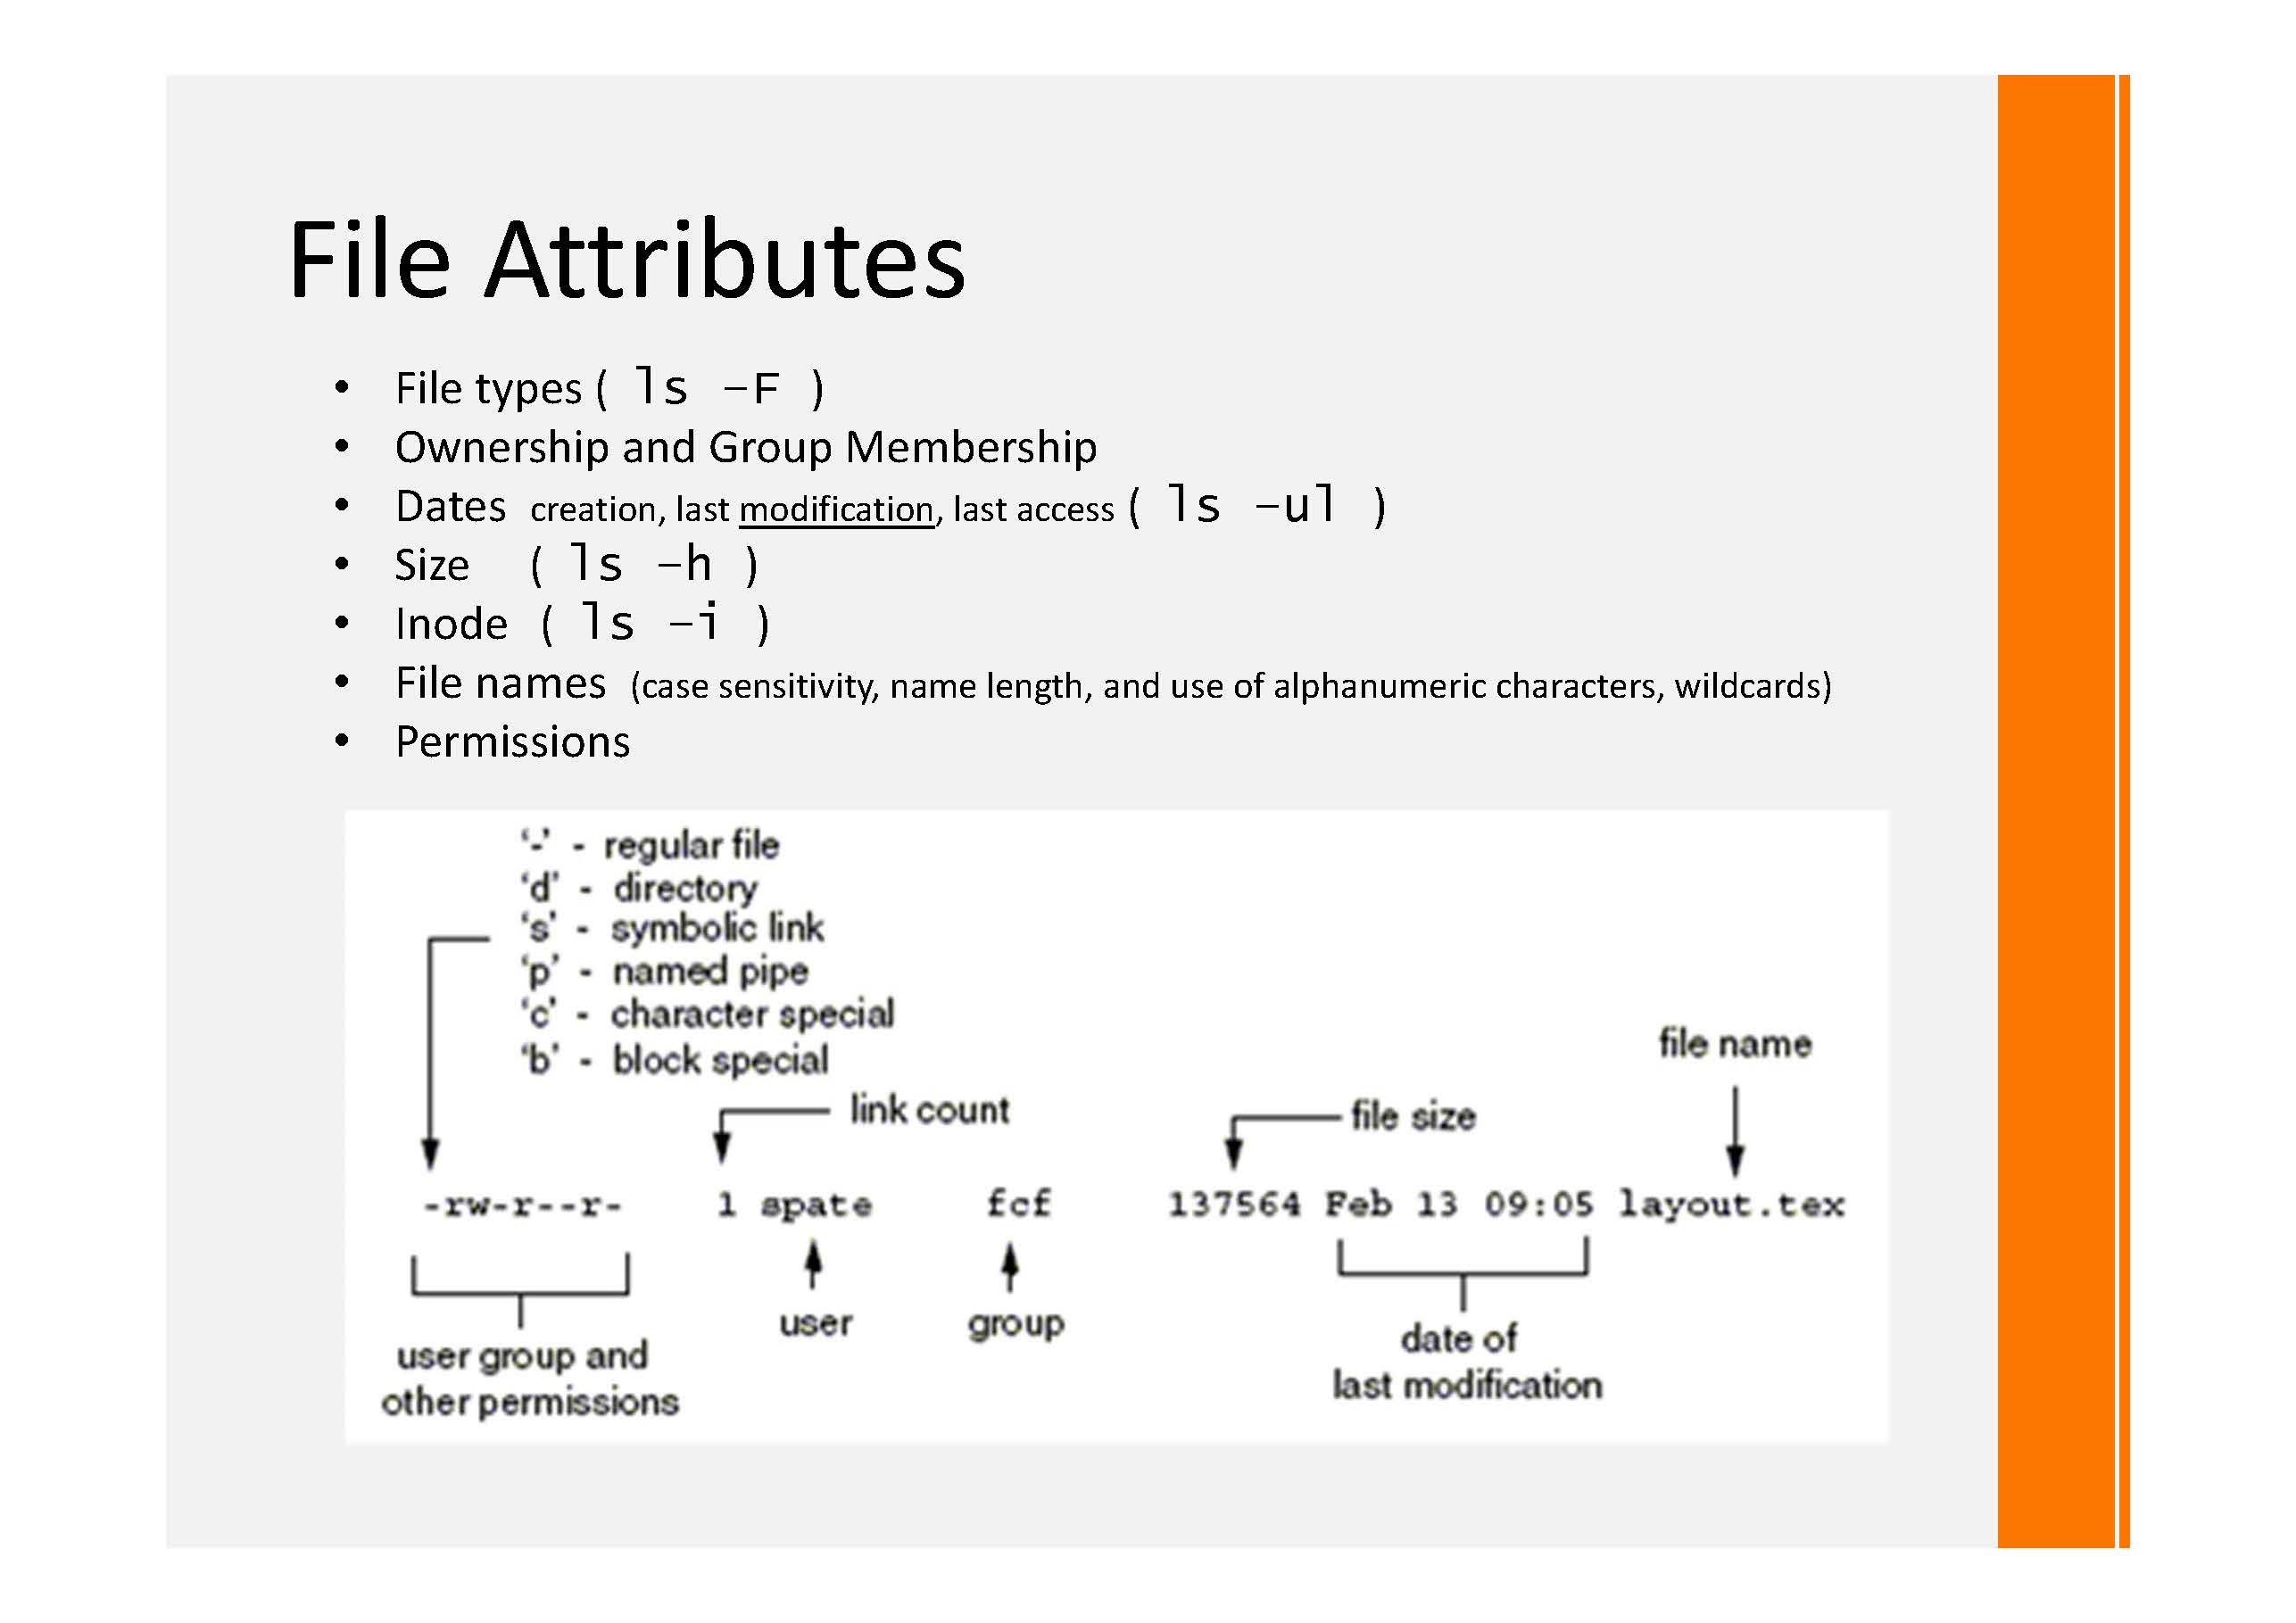 File Attributes
• File types ( ls -F )
• Ownership and Group Membership
• Dates creation, last modification, last access ( ls -ul )
• Size ( ls -h )
• Inode ( ls -i )
• File names (case sensitivity, name length, and use of alphanumeric characters, wildcards)
• Permissions
‘-’ - regular file
‘d’ - directory
‘s’ - symbolic link
‘p’ - named pipe
‘c’ - character special
‘b’ - block special
file name
link count
file size
-rw-r--r- 1 spate fcf 137564 Feb 13 09:05 layout.tex
user
group
user group and
other permissions
date of
last modification